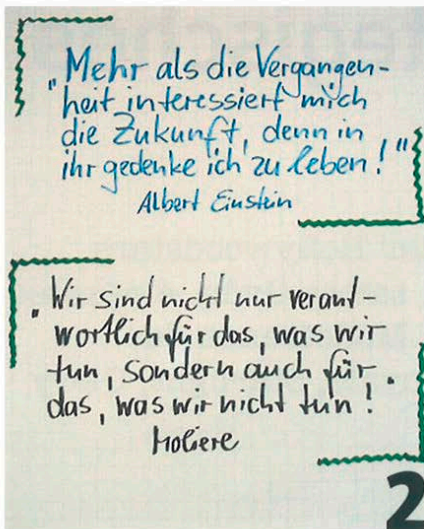 „Mehr als die Vergangen-
heit interessiert mich
die Zukunft, denn in
ihr gedenke ich zu leben!"
Albert Einstein
„Wir sind nicht nur verant-
wortlich für das, was wir
tun, sondern auch für
das, was wir nicht tun!"
Moliere
2